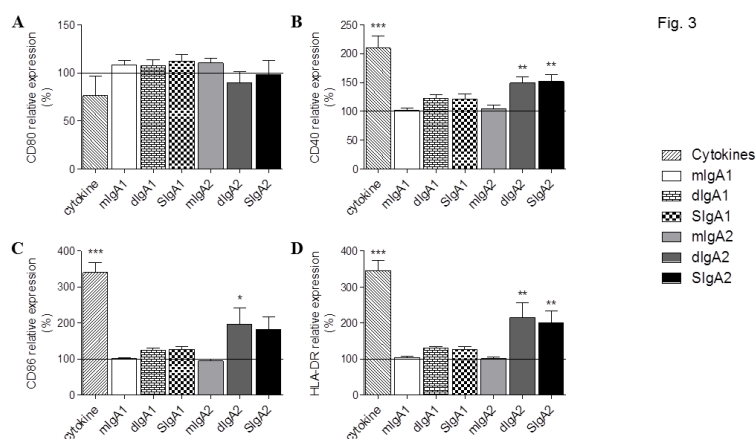 Fig. 3
A
CD80 relative expression
(%)
150
100
50
0
cytokine
mIgA1
dIgA1
SIgA1
mIgA2
dIgA2
SIgA2
B
CD40 relative expression
(%)
250
200
150
100
50
0
***
**
**
cytokine
mIgA1
dIgA1
SIgA1
mIgA2
dIgA2
SIgA2
Cytokines
mIgA1
dIgA1
SIgA1
mIgA2
dIgA2
SIgA2
C
CD86 relative expression
(%)
400
300
200
100
0
***
*
cytokine
mIgA1
dIgA1
SIgA1
mIgA2
dIgA2
SIgA2
D
HLA-DR relative expression
(%)
400
300
200
100
0
***
**
**
cytokine
mIgA1
dIgA1
SIgA1
mIgA2
dIgA2
SIgA2